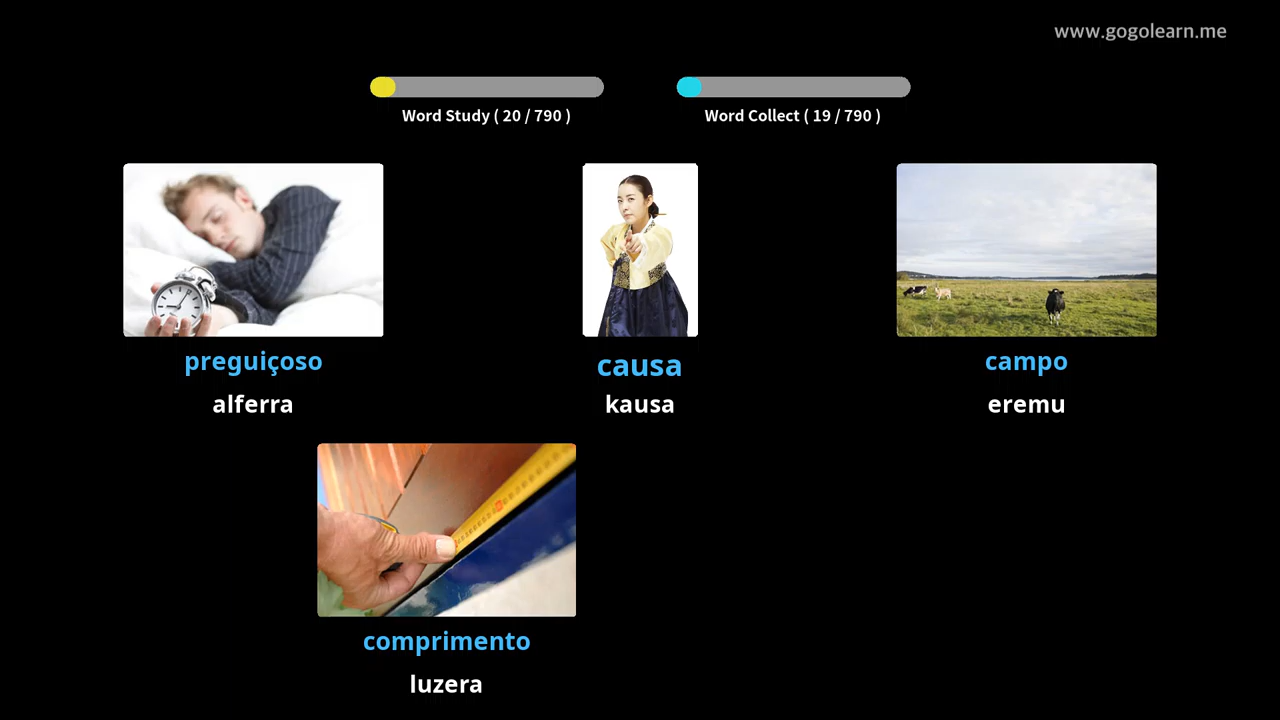 www.gogolearn.me
Word Study ( 20 / 790 )
Word Collect ( 19 / 790 )
preguiçoso
causa
campo
alferra
kausa
eremu
comprimento
luzera